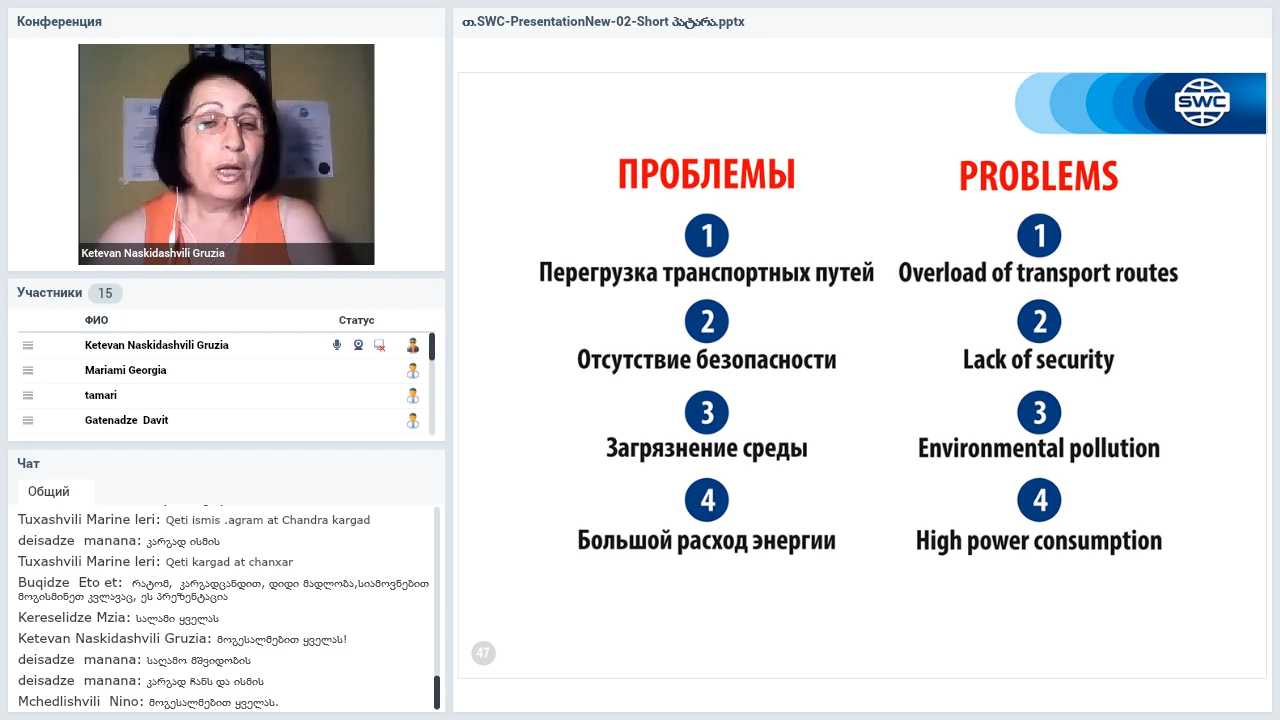 Конференция
Ketevan Naskidashvili Gruzia
Участники 15
ФИО Статус
Ketevan Naskidashvili Gruzia
Mariami Georgia
tamari
Gatenadze Davit
Чат
Общий
Tuxashvili Marine leri: Qeti ismis .agram at Chandra kargad
deisadze manana: კარგად ისმის
Tuxashvili Marine leri: Qeti kargad at chanxar
Buqidze Eto et: რატომ, კარგადცანდით, დიდი მადლობა,სიამოვნებით
მოგისმინეთ კვლავაც, ეს პრეზენტაცია
Kereselidze Mzia: სალამი ყველას
Ketevan Naskidashvili Gruzia: მოგესალმებით ყველას!
deisadze manana: საღამო მშვიდობის
deisadze manana: კარგად ჩანს და ისმის
Mchedlishvili Nino: მოგესალმებით ყველას.
თ.SWC-PresentationNew-02-Short პატარა.pptx
SWC
ПРОБЛЕМЫ
1
Перегрузка транспортных путей
2
Отсутствие безопасности
3
Загрязнение среды
4
Большой расход энергии
PROBLEMS
1
Overload of transport routes
2
Lack of security
3
Environmental pollution
4
High power consumption
47